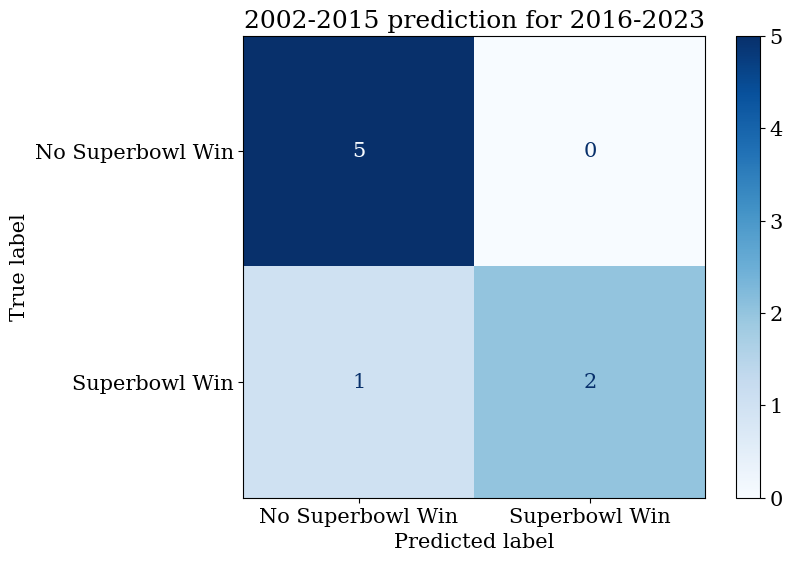 2002-2015 prediction for 2016-2023
No Superbowl Win
Superbowl Win
True label
5
0
1
2
No Superbowl Win
Superbowl Win
Predicted label
5
4
3
2
1
0